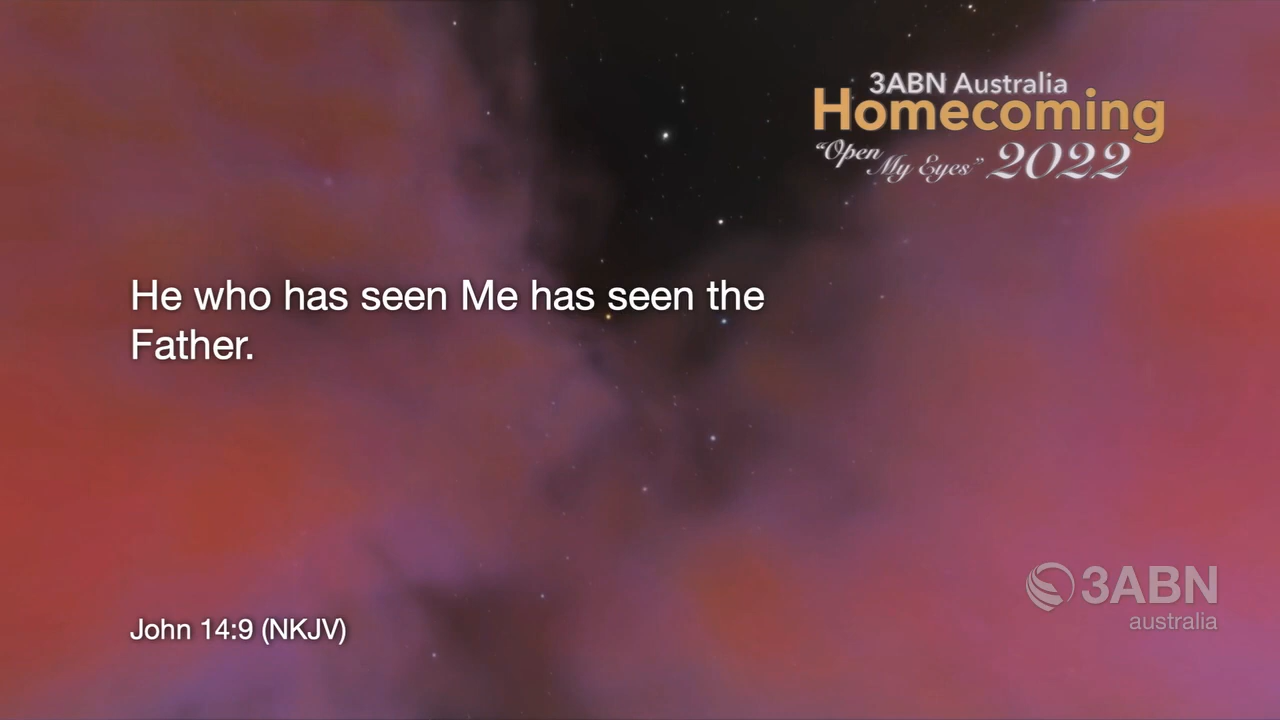 3ABN Australia
Homecoming
“Open My Eyes” 2022
He who has seen Me has seen the
Father.
John 14:9 (NKJV)
3ABN
australia